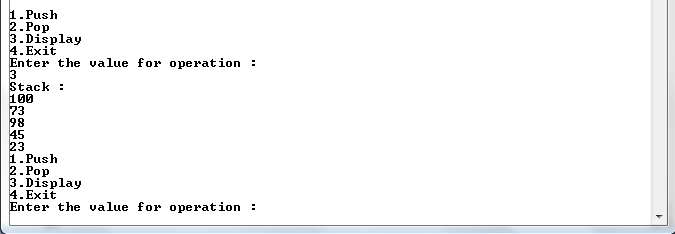 1.Push
2.Pop
3.Display
4.Exit
Enter the value for operation :
3
Stack :
100
73
98
45
23
1.Push
2.Pop
3.Display
4.Exit
Enter the value for operation :